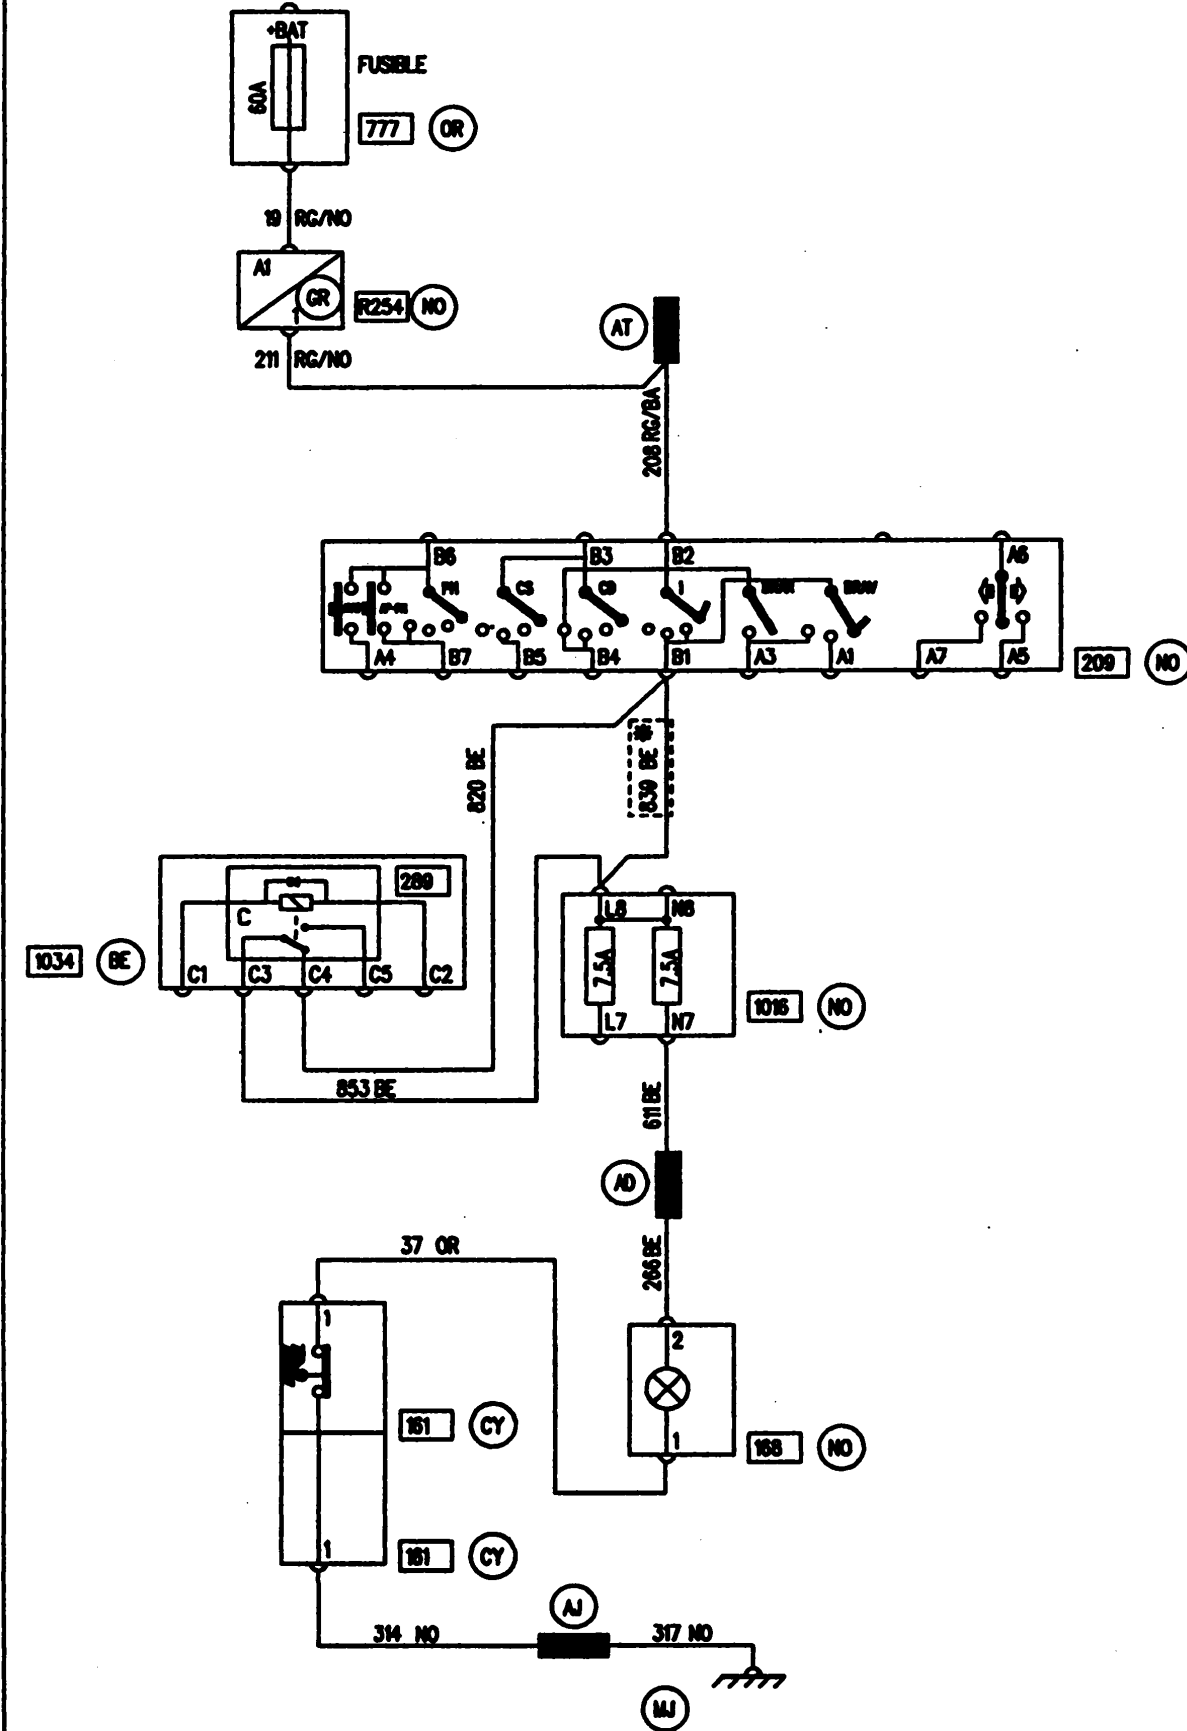 +BAT
60A
FUSIBLE
777 OR
19 RG/NO
A1
GR
1
R254 NO
AT
211 RG/NO
208 RG/BA
B6 B3 B2 A6
PH CS CD I
A4 B7 B5 B4 B1 A3 A1 A7 A5
209 NO
820 BE
839 BE
289
C
1034 BE
C1 C3 C4 C5 C2
L8 N8
7.5A 7.5A
L7 N7
1016 NO
853 BE
611 BE
AD
37 OR
266 BE
1
2
161 CY
1
168 NO
1
161 CY
AJ
314 NO
317 NO
MJ